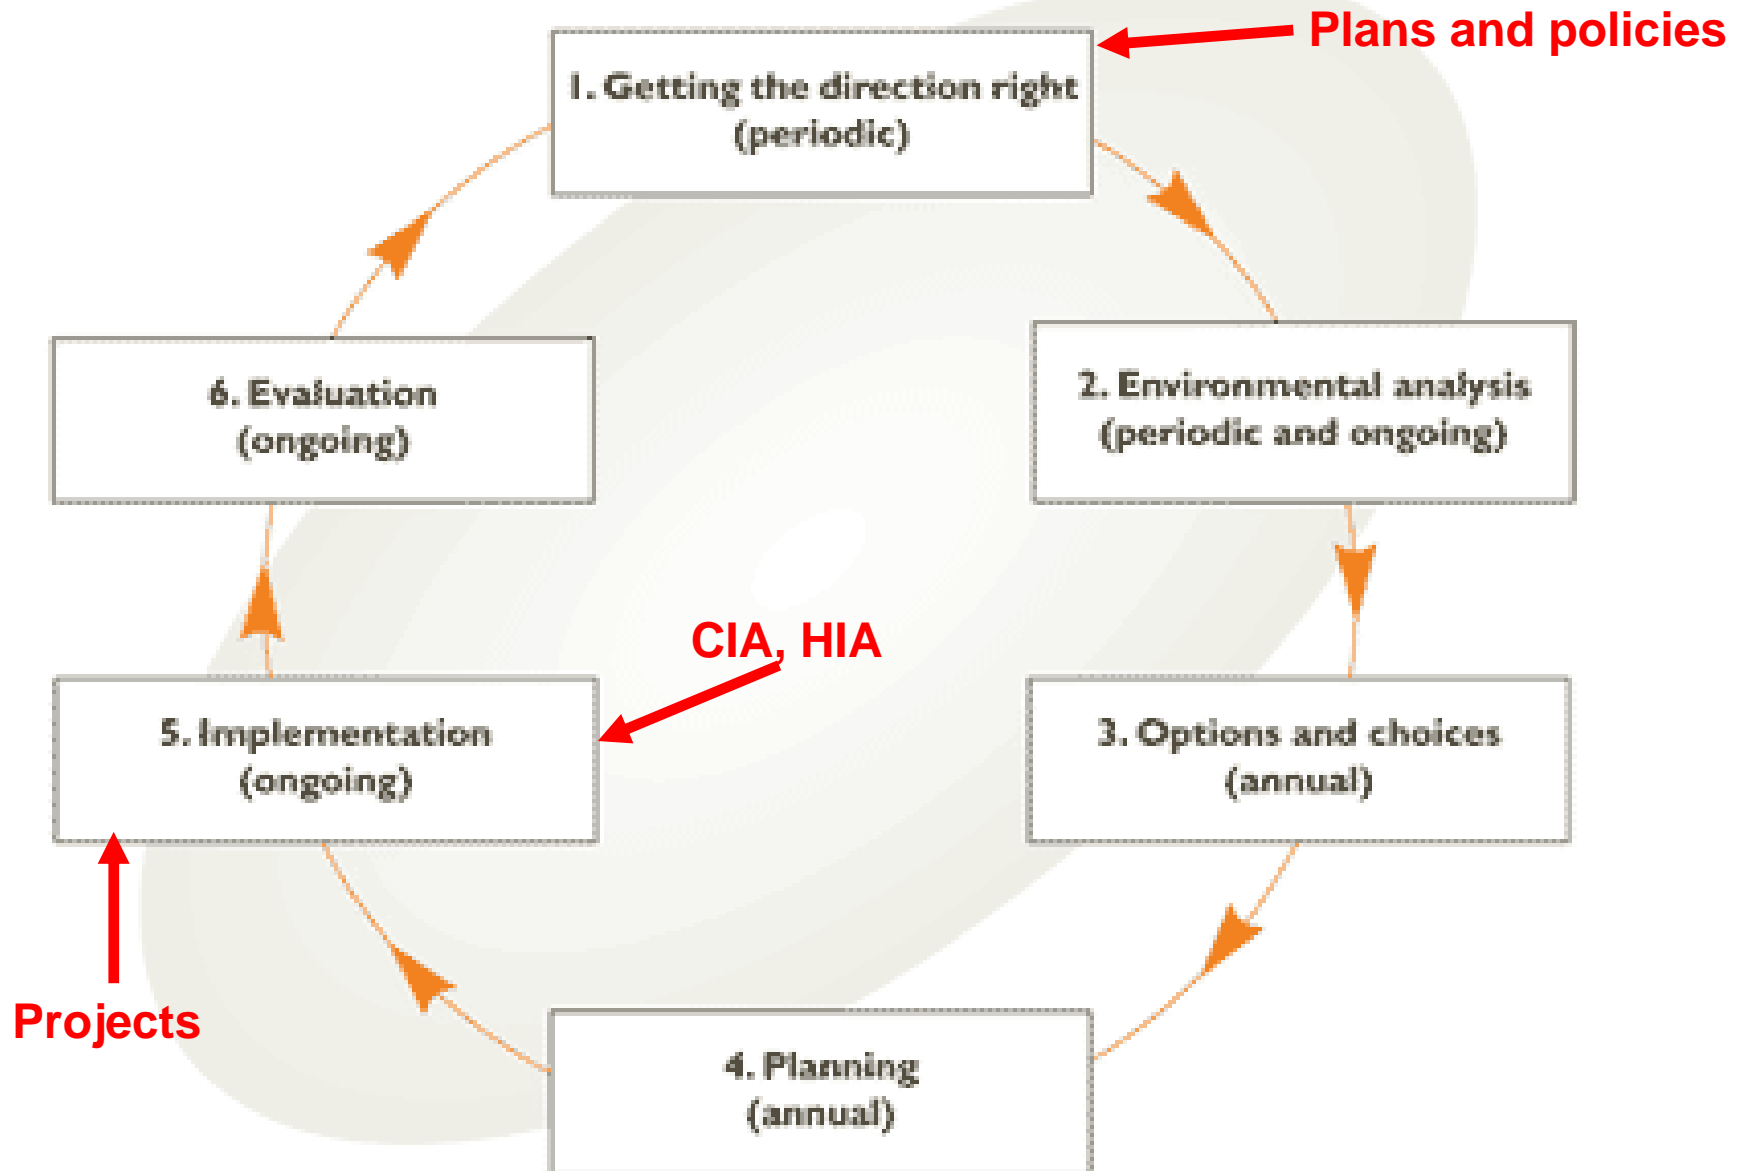 Plans and policies
1. Getting the direction right
(periodic)
6. Evaluation
(ongoing)
2. Environmental analysis
(periodic and ongoing)
CIA, HIA
5. Implementation
(ongoing)
3. Options and choices
(annual)
Projects
4. Planning
(annual)